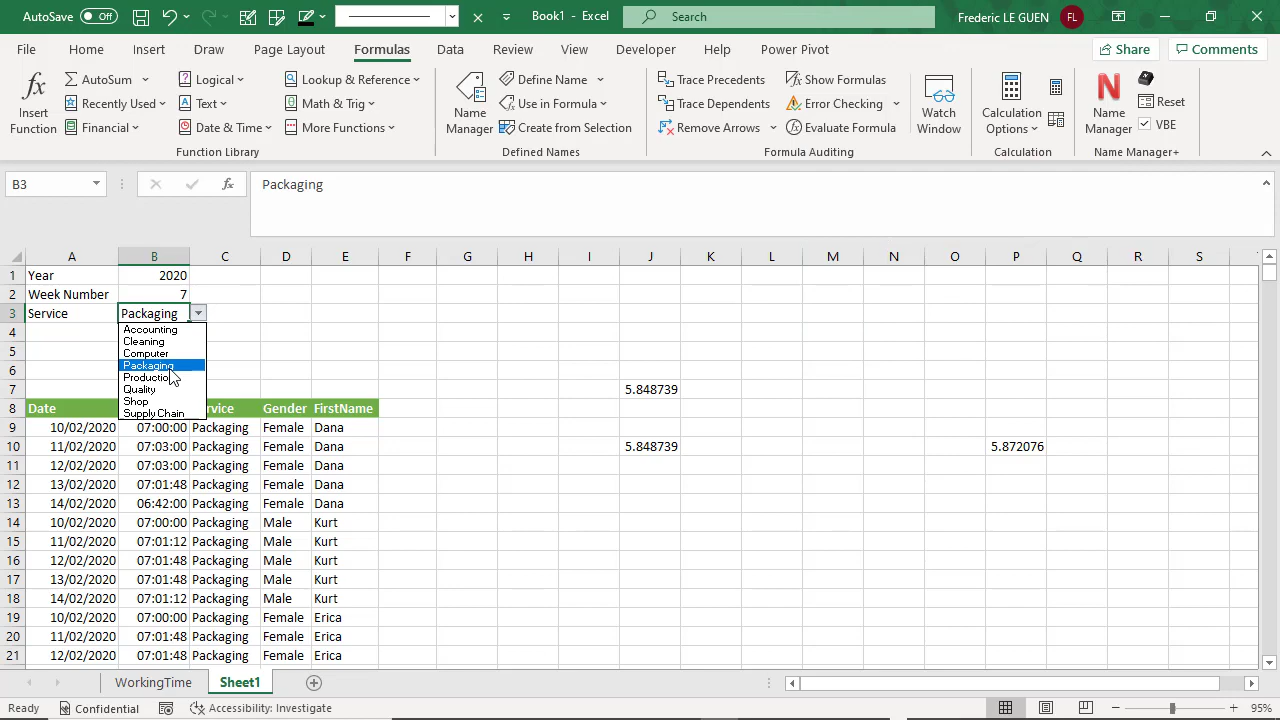 AutoSave Off Book1 - Excel Search Frederic LE GUEN FL
File Home Insert Draw Page Layout Formulas Data Review View Developer Help Power Pivot Share Comments
Insert Function
AutoSum
Recently Used
Financial
Logical
Text
Date & Time
Lookup & Reference
Math & Trig
More Functions
Function Library
Name Manager
Define Name
Use in Formula
Create from Selection
Defined Names
Trace Precedents
Trace Dependents
Remove Arrows
Show Formulas
Error Checking
Evaluate Formula
Formula Auditing
Watch Window
Calculation Options
Calculation
Name Manager
Reset
VBE
Name Manager+
B3 fx Packaging
A B C D E F G H I J K L M N O P Q R S
1 Year 2020
2 Week Number 7
3 Service Packaging
4
5
6
7 5.848739
Accounting
Cleaning
Computer
Packaging
Productio
Quality
Shop
Supply Chain
8 Date rvice Gender FirstName
9 10/02/2020 07:00:00 Packaging Female Dana
10 11/02/2020 07:03:00 Packaging Female Dana 5.848739 5.872076
11 12/02/2020 07:03:00 Packaging Female Dana
12 13/02/2020 07:01:48 Packaging Female Dana
13 14/02/2020 06:42:00 Packaging Female Dana
14 10/02/2020 07:00:00 Packaging Male Kurt
15 11/02/2020 07:01:12 Packaging Male Kurt
16 12/02/2020 07:01:48 Packaging Male Kurt
17 13/02/2020 07:01:48 Packaging Male Kurt
18 14/02/2020 07:01:12 Packaging Male Kurt
19 10/02/2020 07:00:00 Packaging Female Erica
20 11/02/2020 07:01:48 Packaging Female Erica
21 12/02/2020 07:01:48 Packaging Female Erica
WorkingTime Sheet1
Ready Confidential Accessibility: Investigate 95%